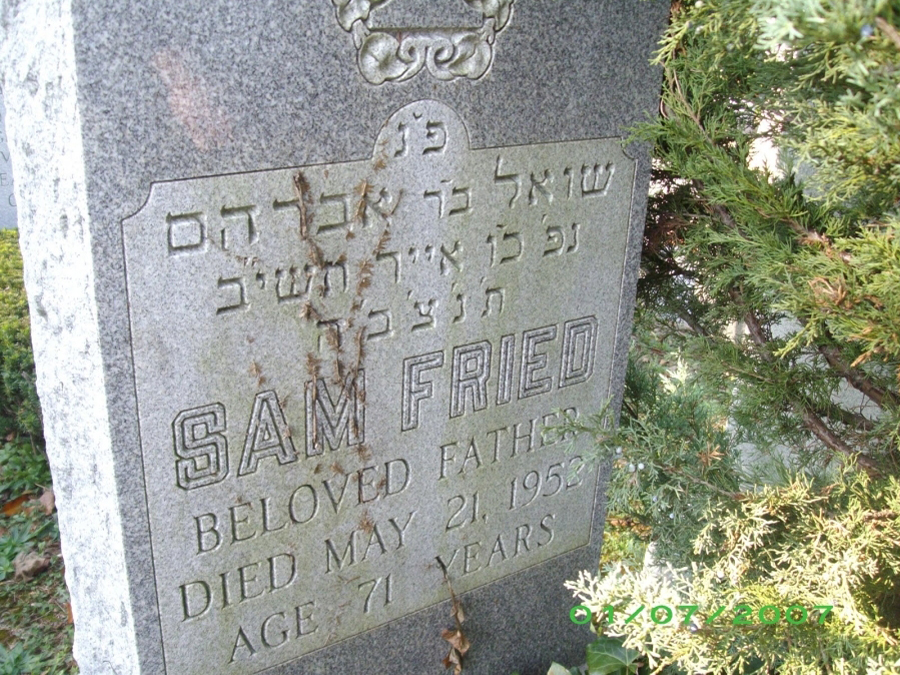 פ"נ
שואל בר אברהם
נפ' כ"ו אייר תשי"ב
ת'נ'צ'ב'ה
SAM FRIED
BELOVED FATHER
DIED MAY 21, 1952
AGE 71 YEARS
01/07/2007